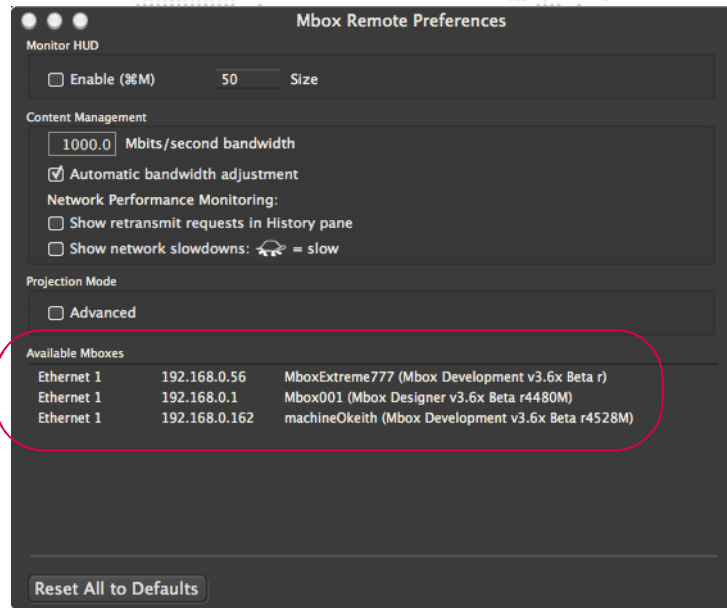 Mbox Remote Preferences
Monitor HUD
Enable (⌘M) 50 Size
Content Management
1000.0 Mbits/second bandwidth
Automatic bandwidth adjustment
Network Performance Monitoring:
Show retransmit requests in History pane
Show network slowdowns: = slow
Projection Mode
Advanced
Available Mboxes
Ethernet 1 192.168.0.56 MboxExtreme777 (Mbox Development v3.6x Beta r)
Ethernet 1 192.168.0.1 Mbox001 (Mbox Designer v3.6x Beta r4480M)
Ethernet 1 192.168.0.162 machineOkeith (Mbox Development v3.6x Beta r4528M)
Reset All to Defaults